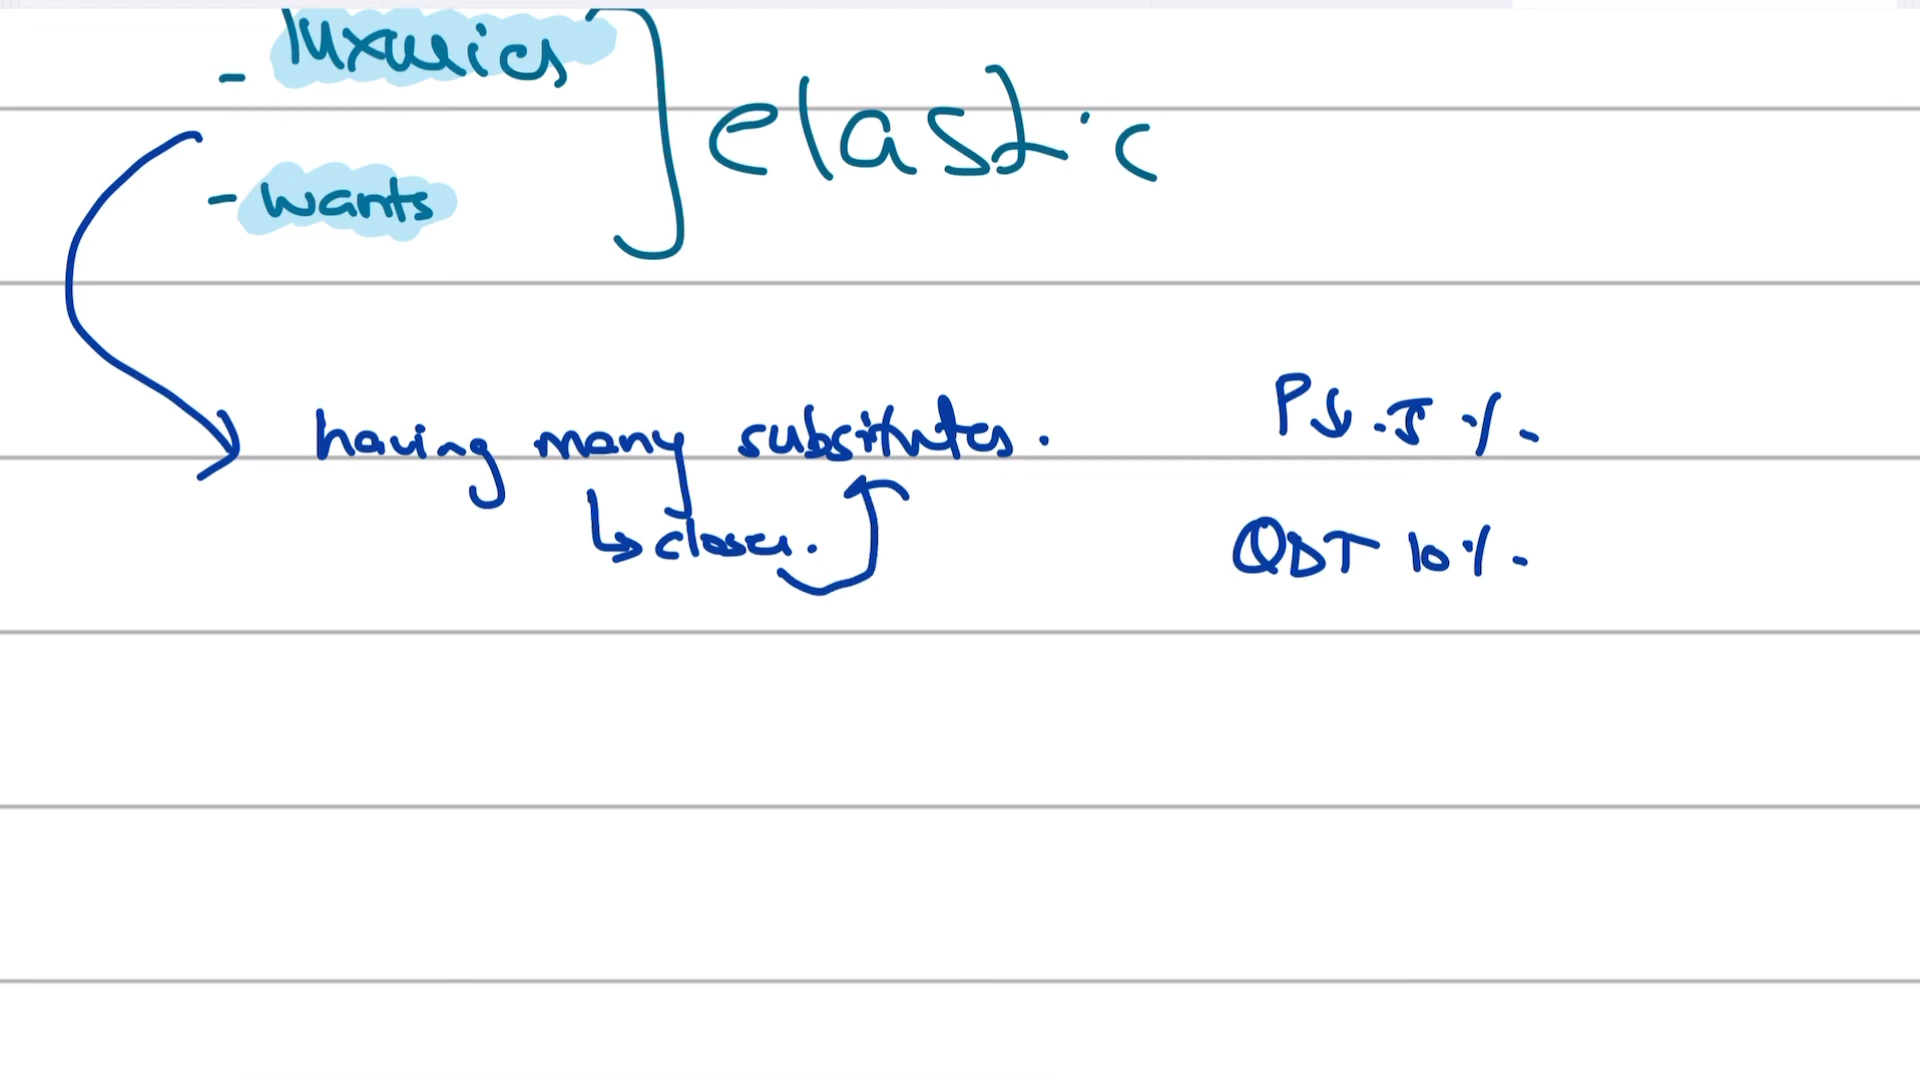 - luxuries
elastic
- wants
having many substitutes.
P↓ .5 %.
↳ closer.
QD↑ 10%.